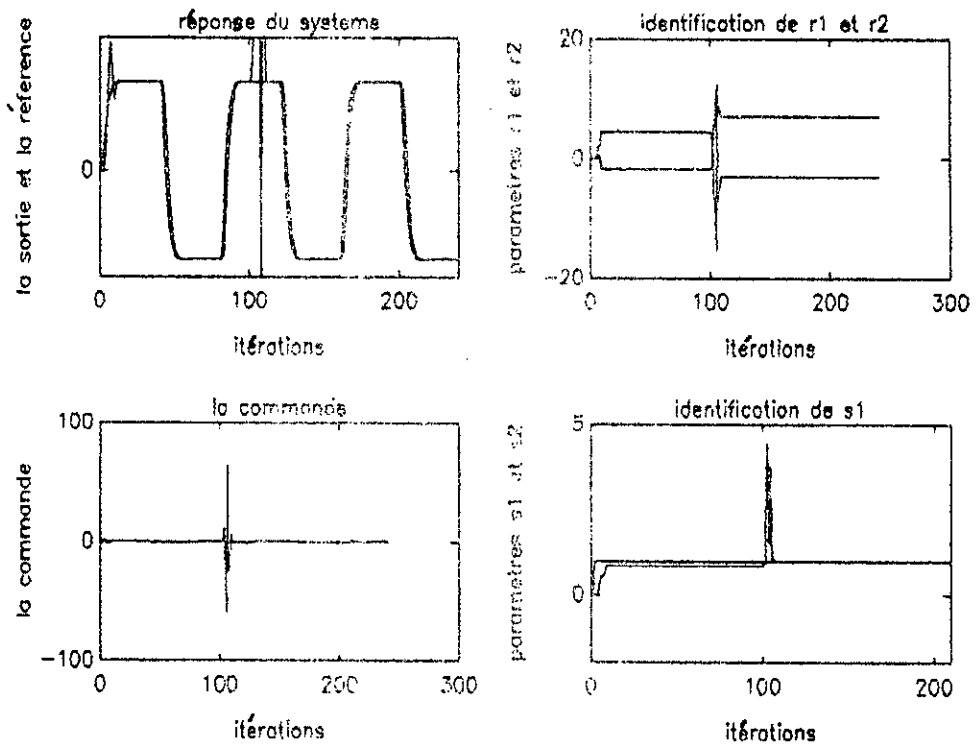 réponse du systeme
la sortie et la réference
0
0
100
200
itérations
identification de r1 et r2
parametres r1 et r2
20
0
-20
0
100
200
300
itérations
la commande
la commande
100
0
-100
0
100
200
300
itérations
identification de s1
parametres s1 et s2
5
0
0
100
200
itérations